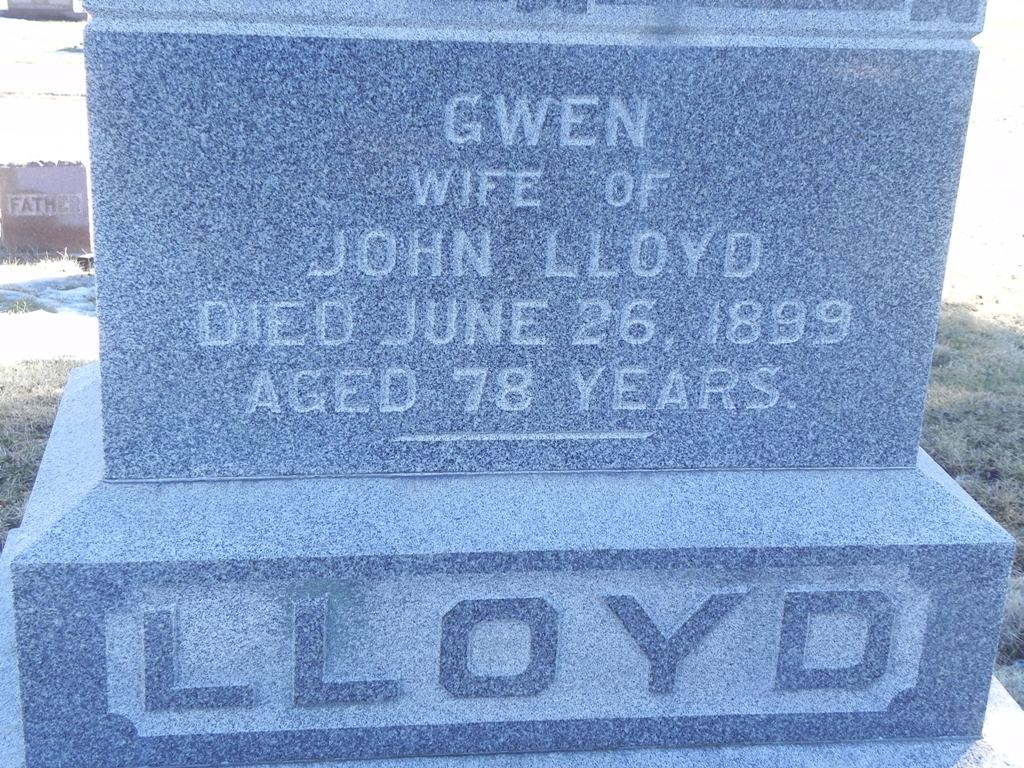 GWEN
WIFE OF
JOHN LLOYD
DIED JUNE 26, 1899
AGED 78 YEARS.
LLOYD
FATHER